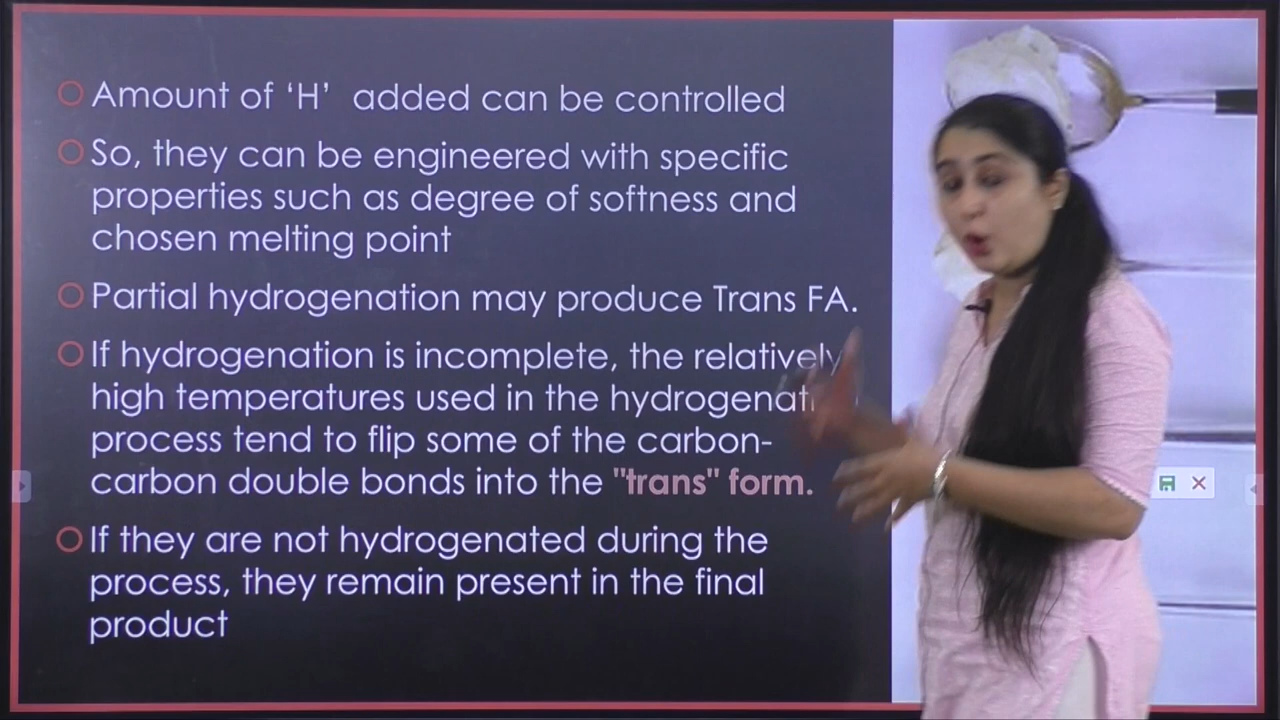 Amount of ‘H’ added can be controlled
So, they can be engineered with specific
properties such as degree of softness and
chosen melting point
Partial hydrogenation may produce Trans FA.
If hydrogenation is incomplete, the relatively
high temperatures used in the
process tend to flip some of the carbon-
carbon double bonds into the "trans" form.
If they are not hydrogenated during the
process, they remain present in the final
product